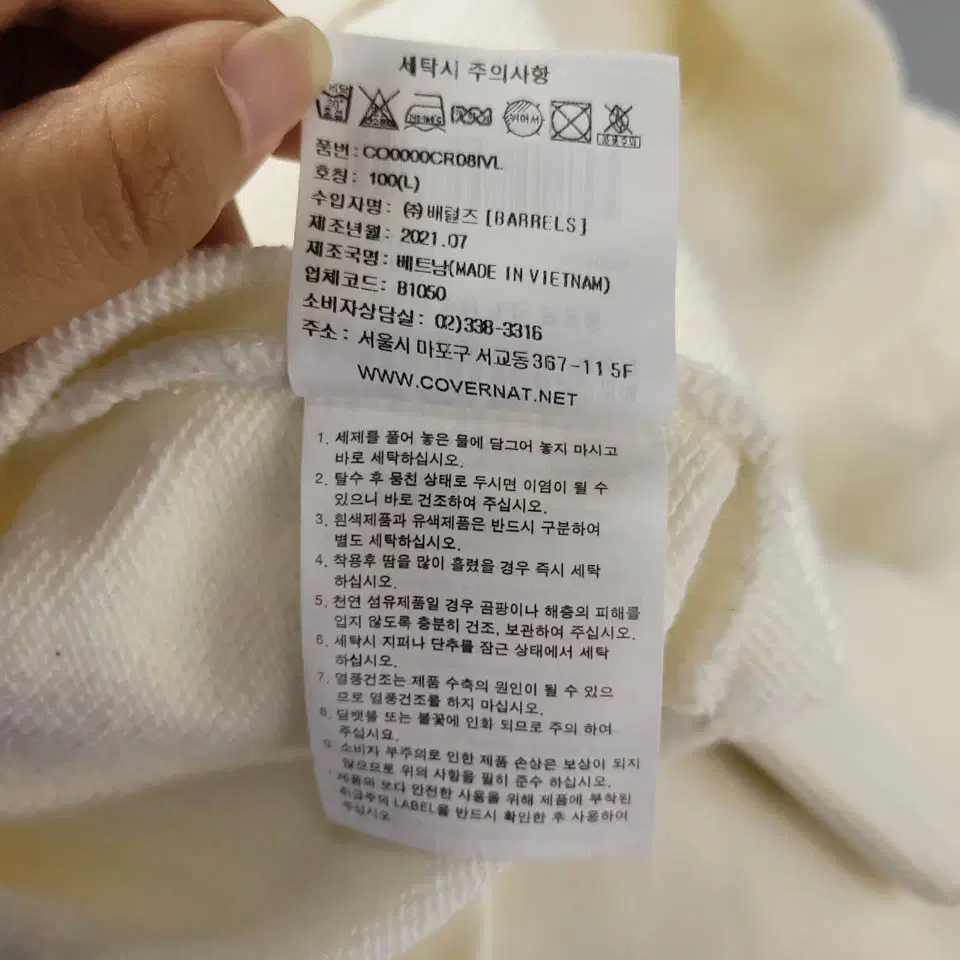 세탁시 주의사항
30°
중성
뉘어서
품번: CO0000CR08IVL
호칭: 100(L)
수입자명: ㈜배럴즈 [BARRELS]
제조년월: 2021.07
제조국명: 베트남(MADE IN VIETNAM)
업체코드: B1050
소비자상담실: 02)338-3316
주소: 서울시 마포구 서교동367-11 5F
WWW.COVERNAT.NET
1. 세제를 풀어 놓은 물에 담그어 놓지 마시고
바로 세탁하십시오.
2. 탈수 후 뭉친 상태로 두시면 이염이 될 수
있으니 바로 건조하여 주십시오.
3. 흰색제품과 유색제품은 반드시 구분하여
별도 세탁하십시오.
4. 착용후 땀을 많이 흘렸을 경우 즉시 세탁
하십시오.
5. 천연 섬유제품일 경우 곰팡이나 해충의 피해를
입지 않도록 충분히 건조, 보관하여 주십시오.
6. 세탁시 지퍼나 단추를 잠근 상태에서 세탁
하십시오.
7. 열풍건조는 제품 수축의 원인이 될 수 있으
므로 열풍건조를 하지 마십시오.
8. 담뱃불 또는 불꽃에 인화 되므로 주의 하여
주십시요.
9. 소비자 부주의로 인한 제품 손상은 보상이 되지
않으므로 위의 사항을 필히 준수 하십시오.
제품의 보다 안전한 사용을 위해 제품에 부착된
취급주의 LABEL을 반드시 확인한 후 사용하여
주십시오